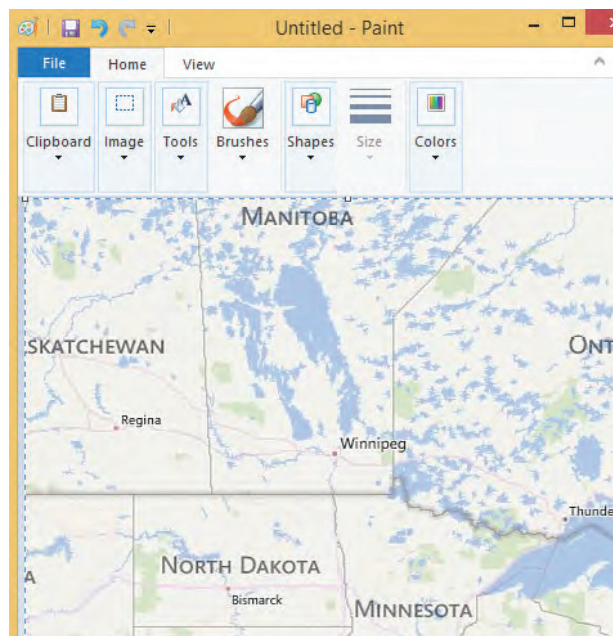 Untitled - Paint
File Home View
Clipboard Image Tools Brushes Shapes Size Colors
MANITOBA
SKATCHEWAN
ONT
Regina
Winnipeg
Thunde
NORTH DAKOTA
A
Bismarck
MINNESOTA